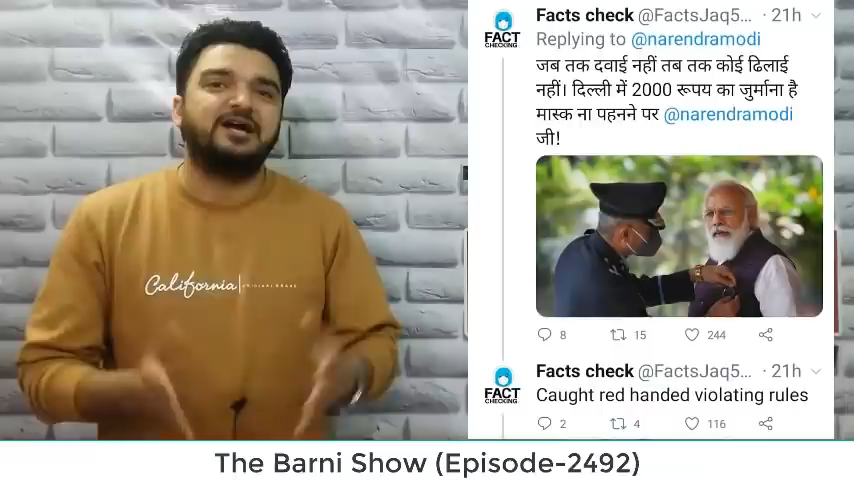 Facts check @FactsJaq5... · 21h
FACT
CHECKING
Replying to @narendramodi
जब तक दवाई नहीं तब तक कोई ढिलाई
नहीं। दिल्ली में 2000 रूपय का जुर्माना है
मास्क ना पहनने पर @narendramodi
जी!
8 15 244
Facts check @FactsJaq5... · 21h
FACT
CHECKING
Caught red handed violating rules
2 4 116
California
The Barni Show (Episode-2492)